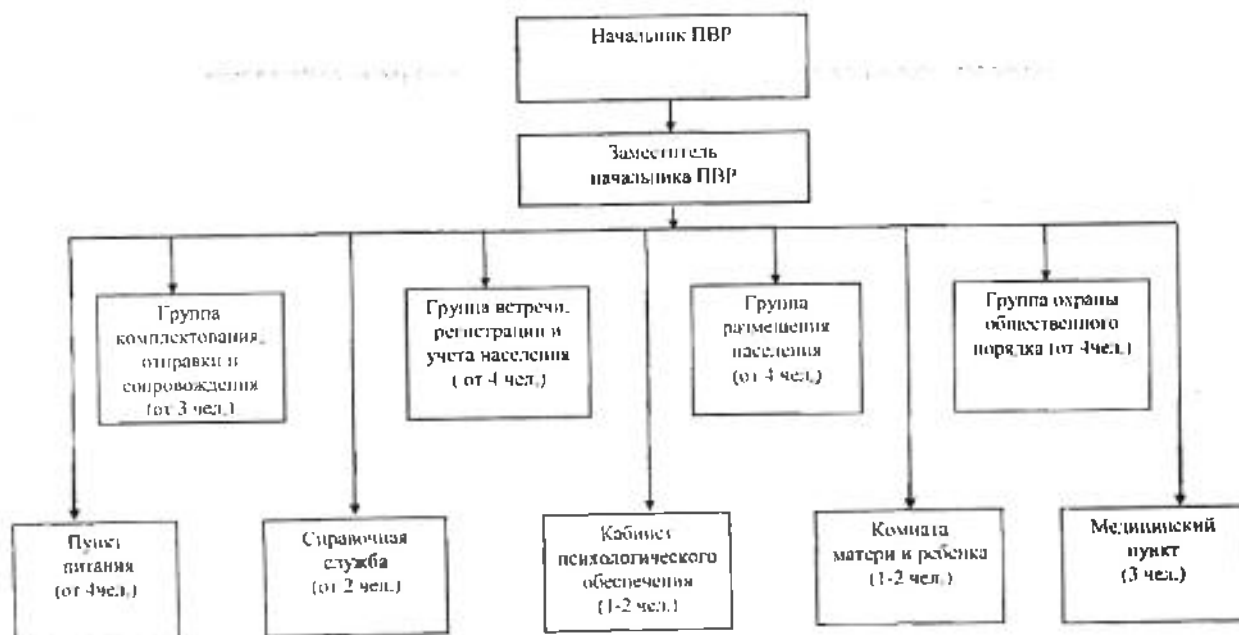 Начальник ПВР
Заместитель
начальника ПВР
Группа
комплектования,
отправки и
сопровождения
(от 3 чел.)
Группа встречи,
регистрации и
учета населения
( от 4 чел.)
Группа
размещения
населения
(от 4 чел.)
Группа охраны
общественного
порядка (от 4чел.)
Пункт
питания
(от 4чел.)
Справочная
служба
(от 2 чел.)
Кабинет
психологического
обеспечения
(1-2 чел.)
Комната
матери и ребенка
(1-2 чел.)
Медицинский
пункт
(3 чел.)